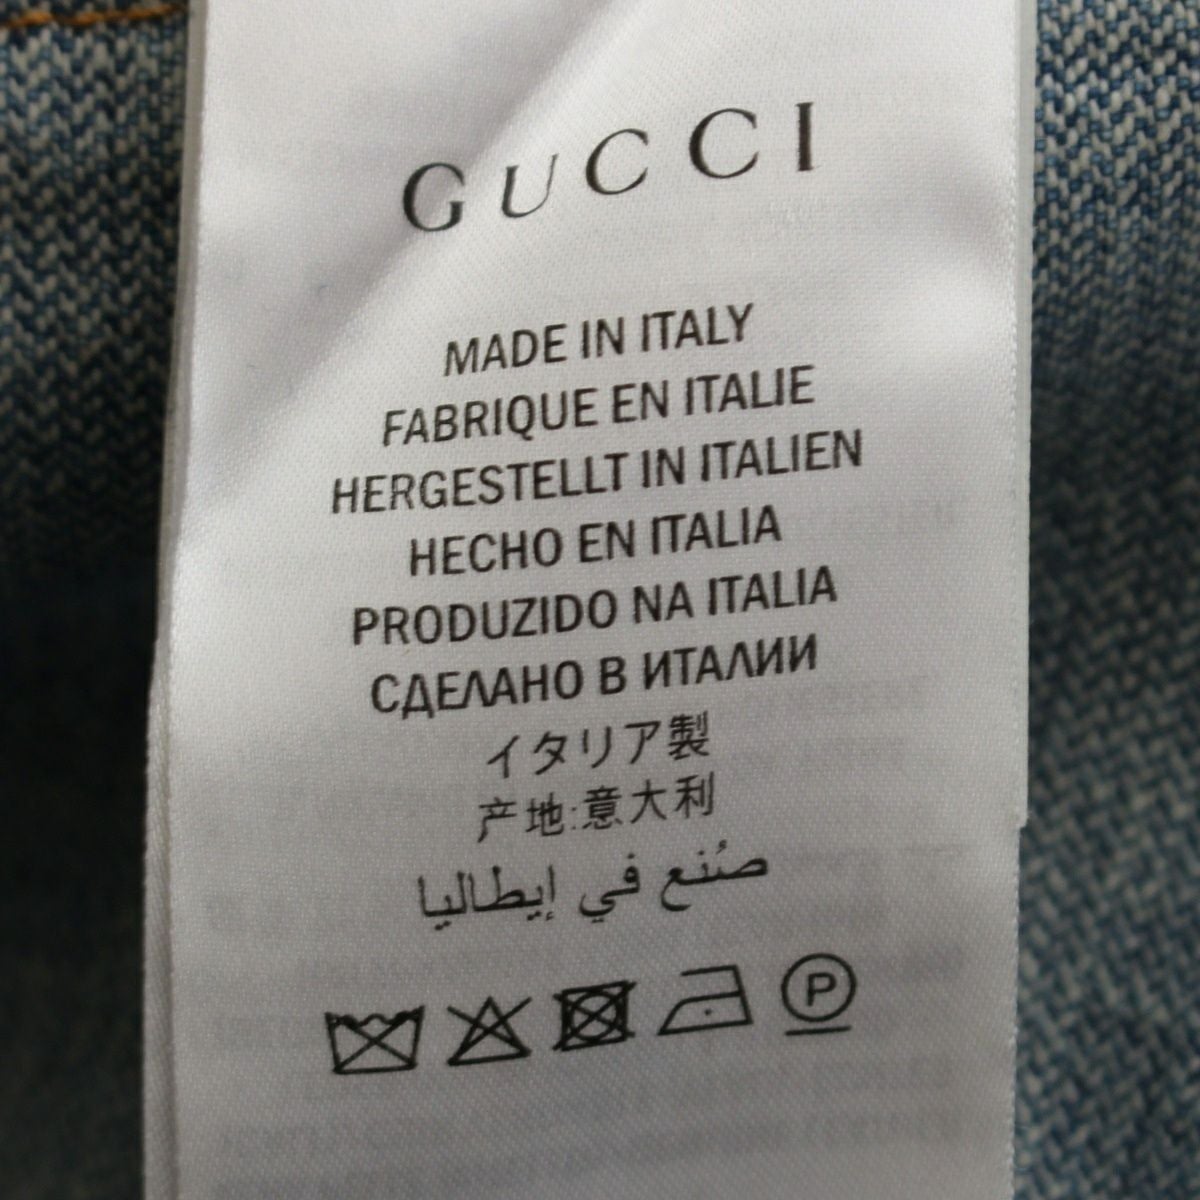 GUCCI
MADE IN ITALY
FABRIQUE EN ITALIE
HERGESTELLT IN ITALIEN
HECHO EN ITALIA
PRODUZIDO NA ITALIA
СДЕЛАНО В ИТАЛИИ
イタリア製
产地:意大利
صُنع في إيطاليا
P